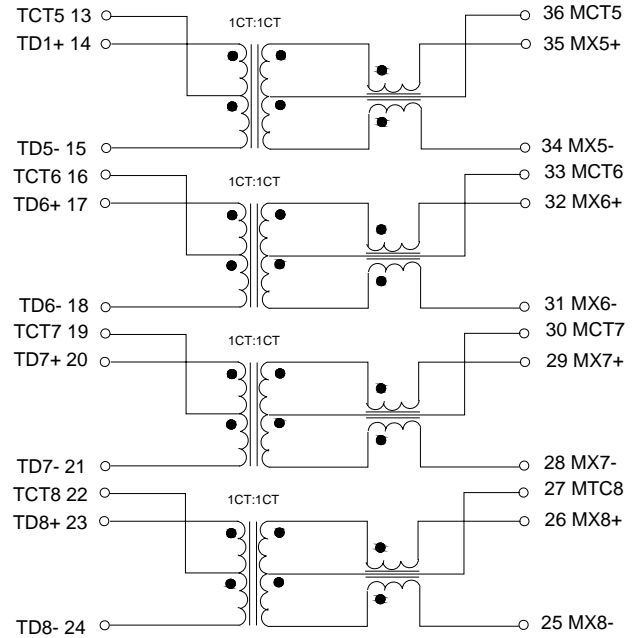 TCT5 13
1CT:1CT
36 MCT5
TD1+ 14
35 MX5+
TD5- 15
34 MX5-
TCT6 16
1CT:1CT
33 MCT6
TD6+ 17
32 MX6+
TD6- 18
31 MX6-
TCT7 19
1CT:1CT
30 MCT7
TD7+ 20
29 MX7+
TD7- 21
28 MX7-
TCT8 22
1CT:1CT
27 MTC8
TD8+ 23
26 MX8+
TD8- 24
25 MX8-